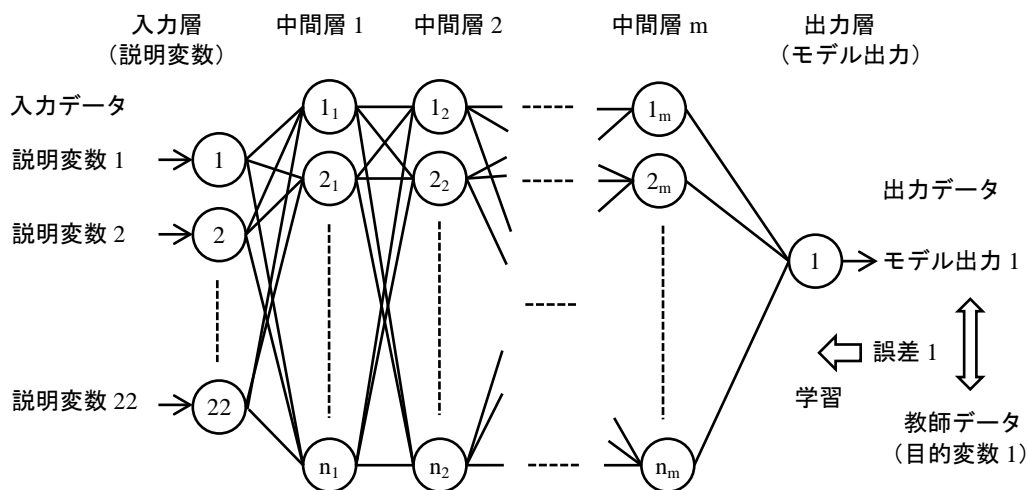 入力層
(説明変数)
中間層 1
中間層 2
中間層 m
出力層
(モデル出力)
入力データ
説明変数 1
説明変数 2
説明変数 22
1
2
22
1₁
2₁
n₁
1₂
2₂
n₂
1ₘ
2ₘ
nₘ
1
出力データ
モデル出力 1
誤差 1
学習
教師データ
(目的変数 1)